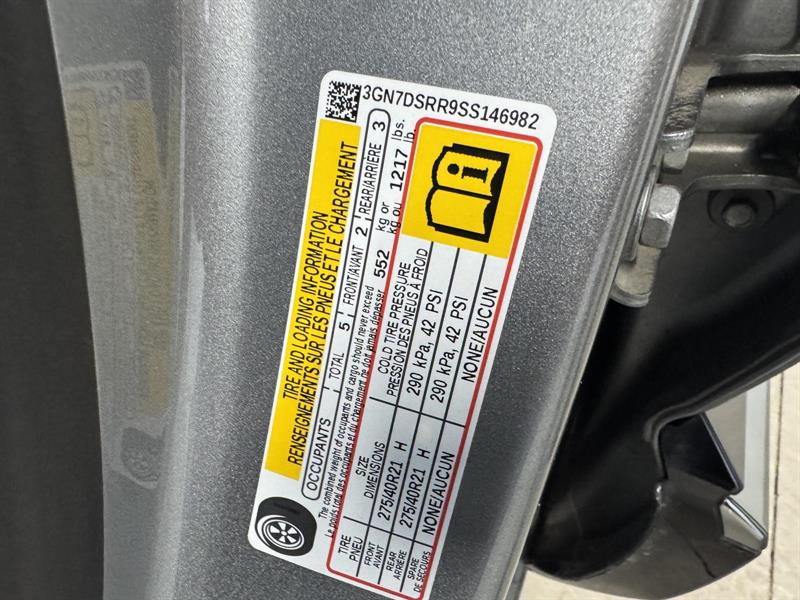 3GN7DSRR9SS146982
TIRE AND LOADING INFORMATION
RENSEIGNEMENTS SUR LES PNEUS ET LE CHARGEMENT
OCCUPANTS TOTAL 5 FRONT/AVANT 2 REAR/ARRIÈRE 3
The combined weight of occupants and cargo should never exceed 552 kg or 1217 lbs.
Le poids total des occupants et du chargement ne doit jamais dépasser kg ou lb.
TIRE SIZE COLD TIRE PRESSURE
PNEU DIMENSIONS PRESSION DES PNEUS À FROID
FRONT
AVANT 275/40R21 H 290 kPa, 42 PSI
REAR
ARRIÈRE 275/40R21 H 290 kPa, 42 PSI
SPARE
DE SECOURS NONE/AUCUN NONE/AUCUN